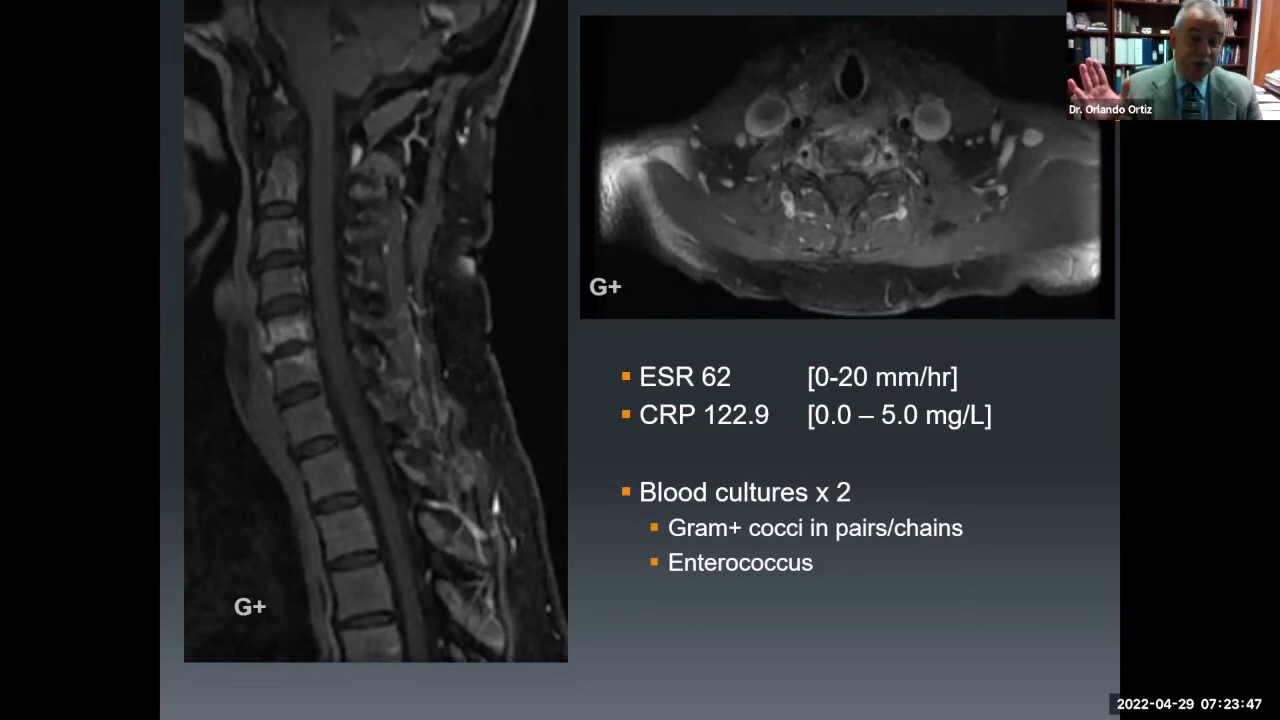 Dr. Orlando Ortiz
G+
G+
ESR 62 [0-20 mm/hr]
CRP 122.9 [0.0 – 5.0 mg/L]
Blood cultures x 2
Gram+ cocci in pairs/chains
Enterococcus
2022-04-29 07:23:47